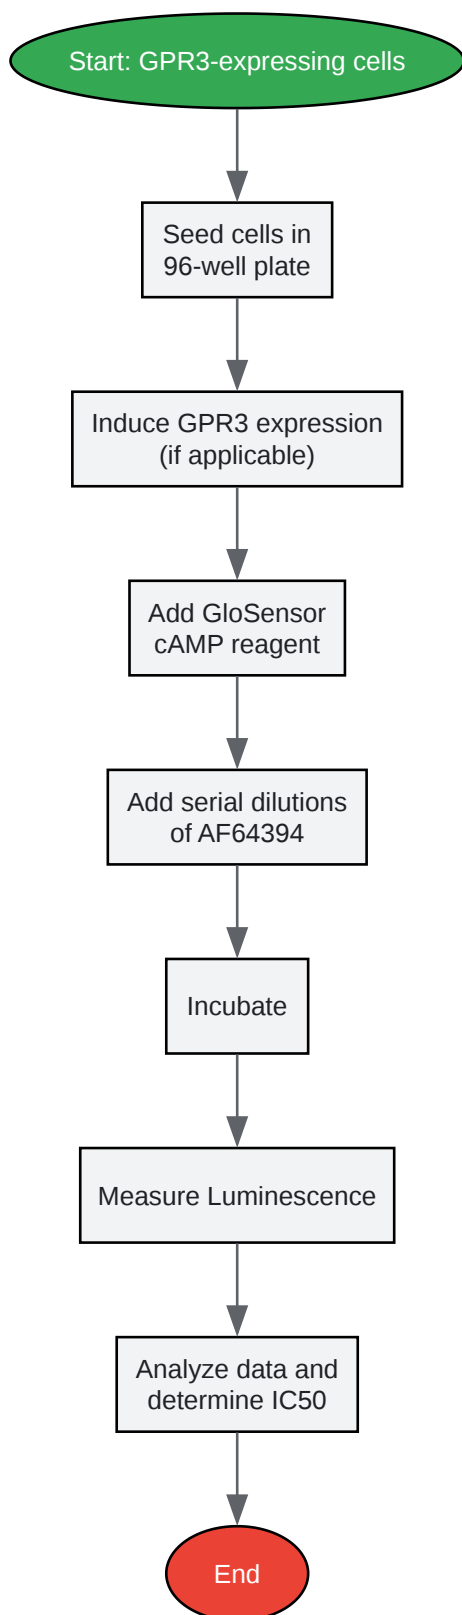 Start: GPR3-expressing cells
Seed cells in
96-well plate
Induce GPR3 expression
(if applicable)
Add GloSensor
cAMP reagent
Add serial dilutions
of AF64394
Incubate
Measure Luminescence
Analyze data and
determine IC50
End